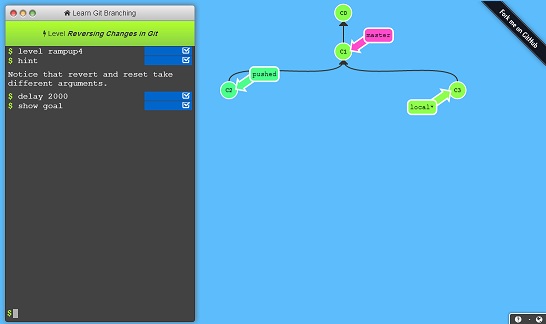 Learn Git Branching
Level Reversing Changes in Git
$ level rampup4
$ hint
Notice that revert and reset take
different arguments.
$ delay 2000
$ show goal
$
C0
master
C1
pushed
C2
C3
local*
Fork me on GitHub